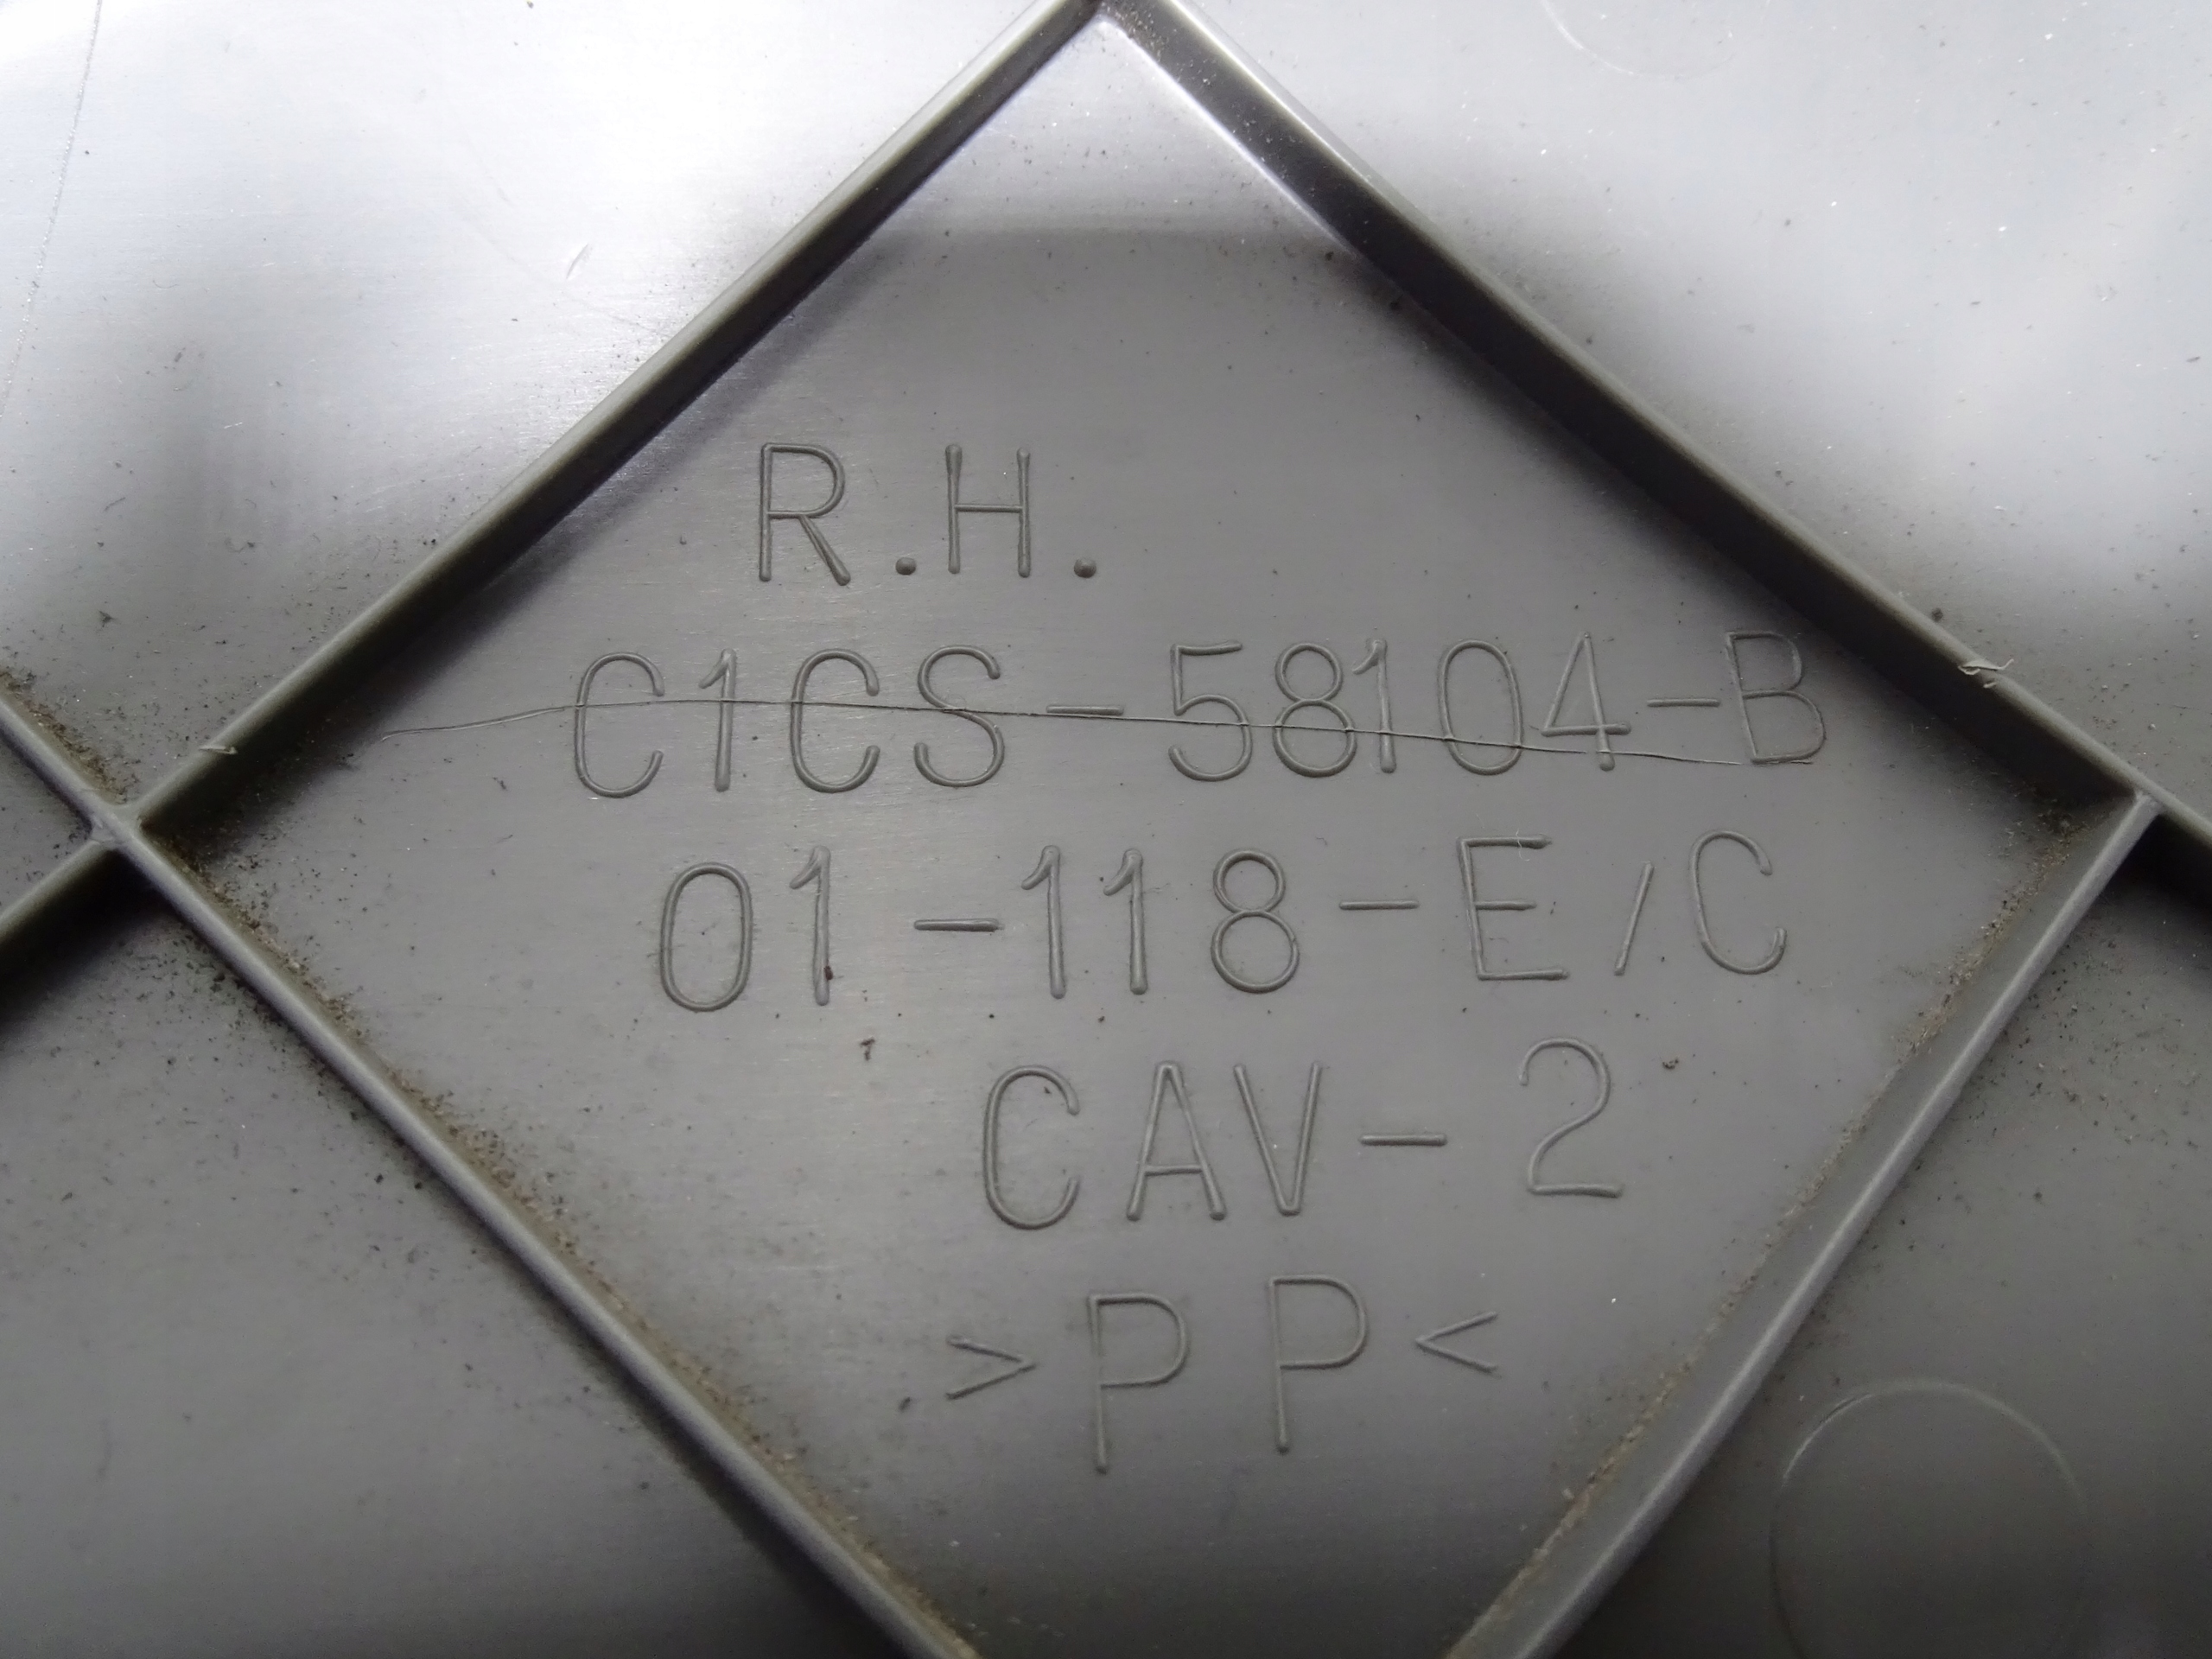 R.H.
C1CS-58104-B
01-118-E/C
CAV-2
>PP<